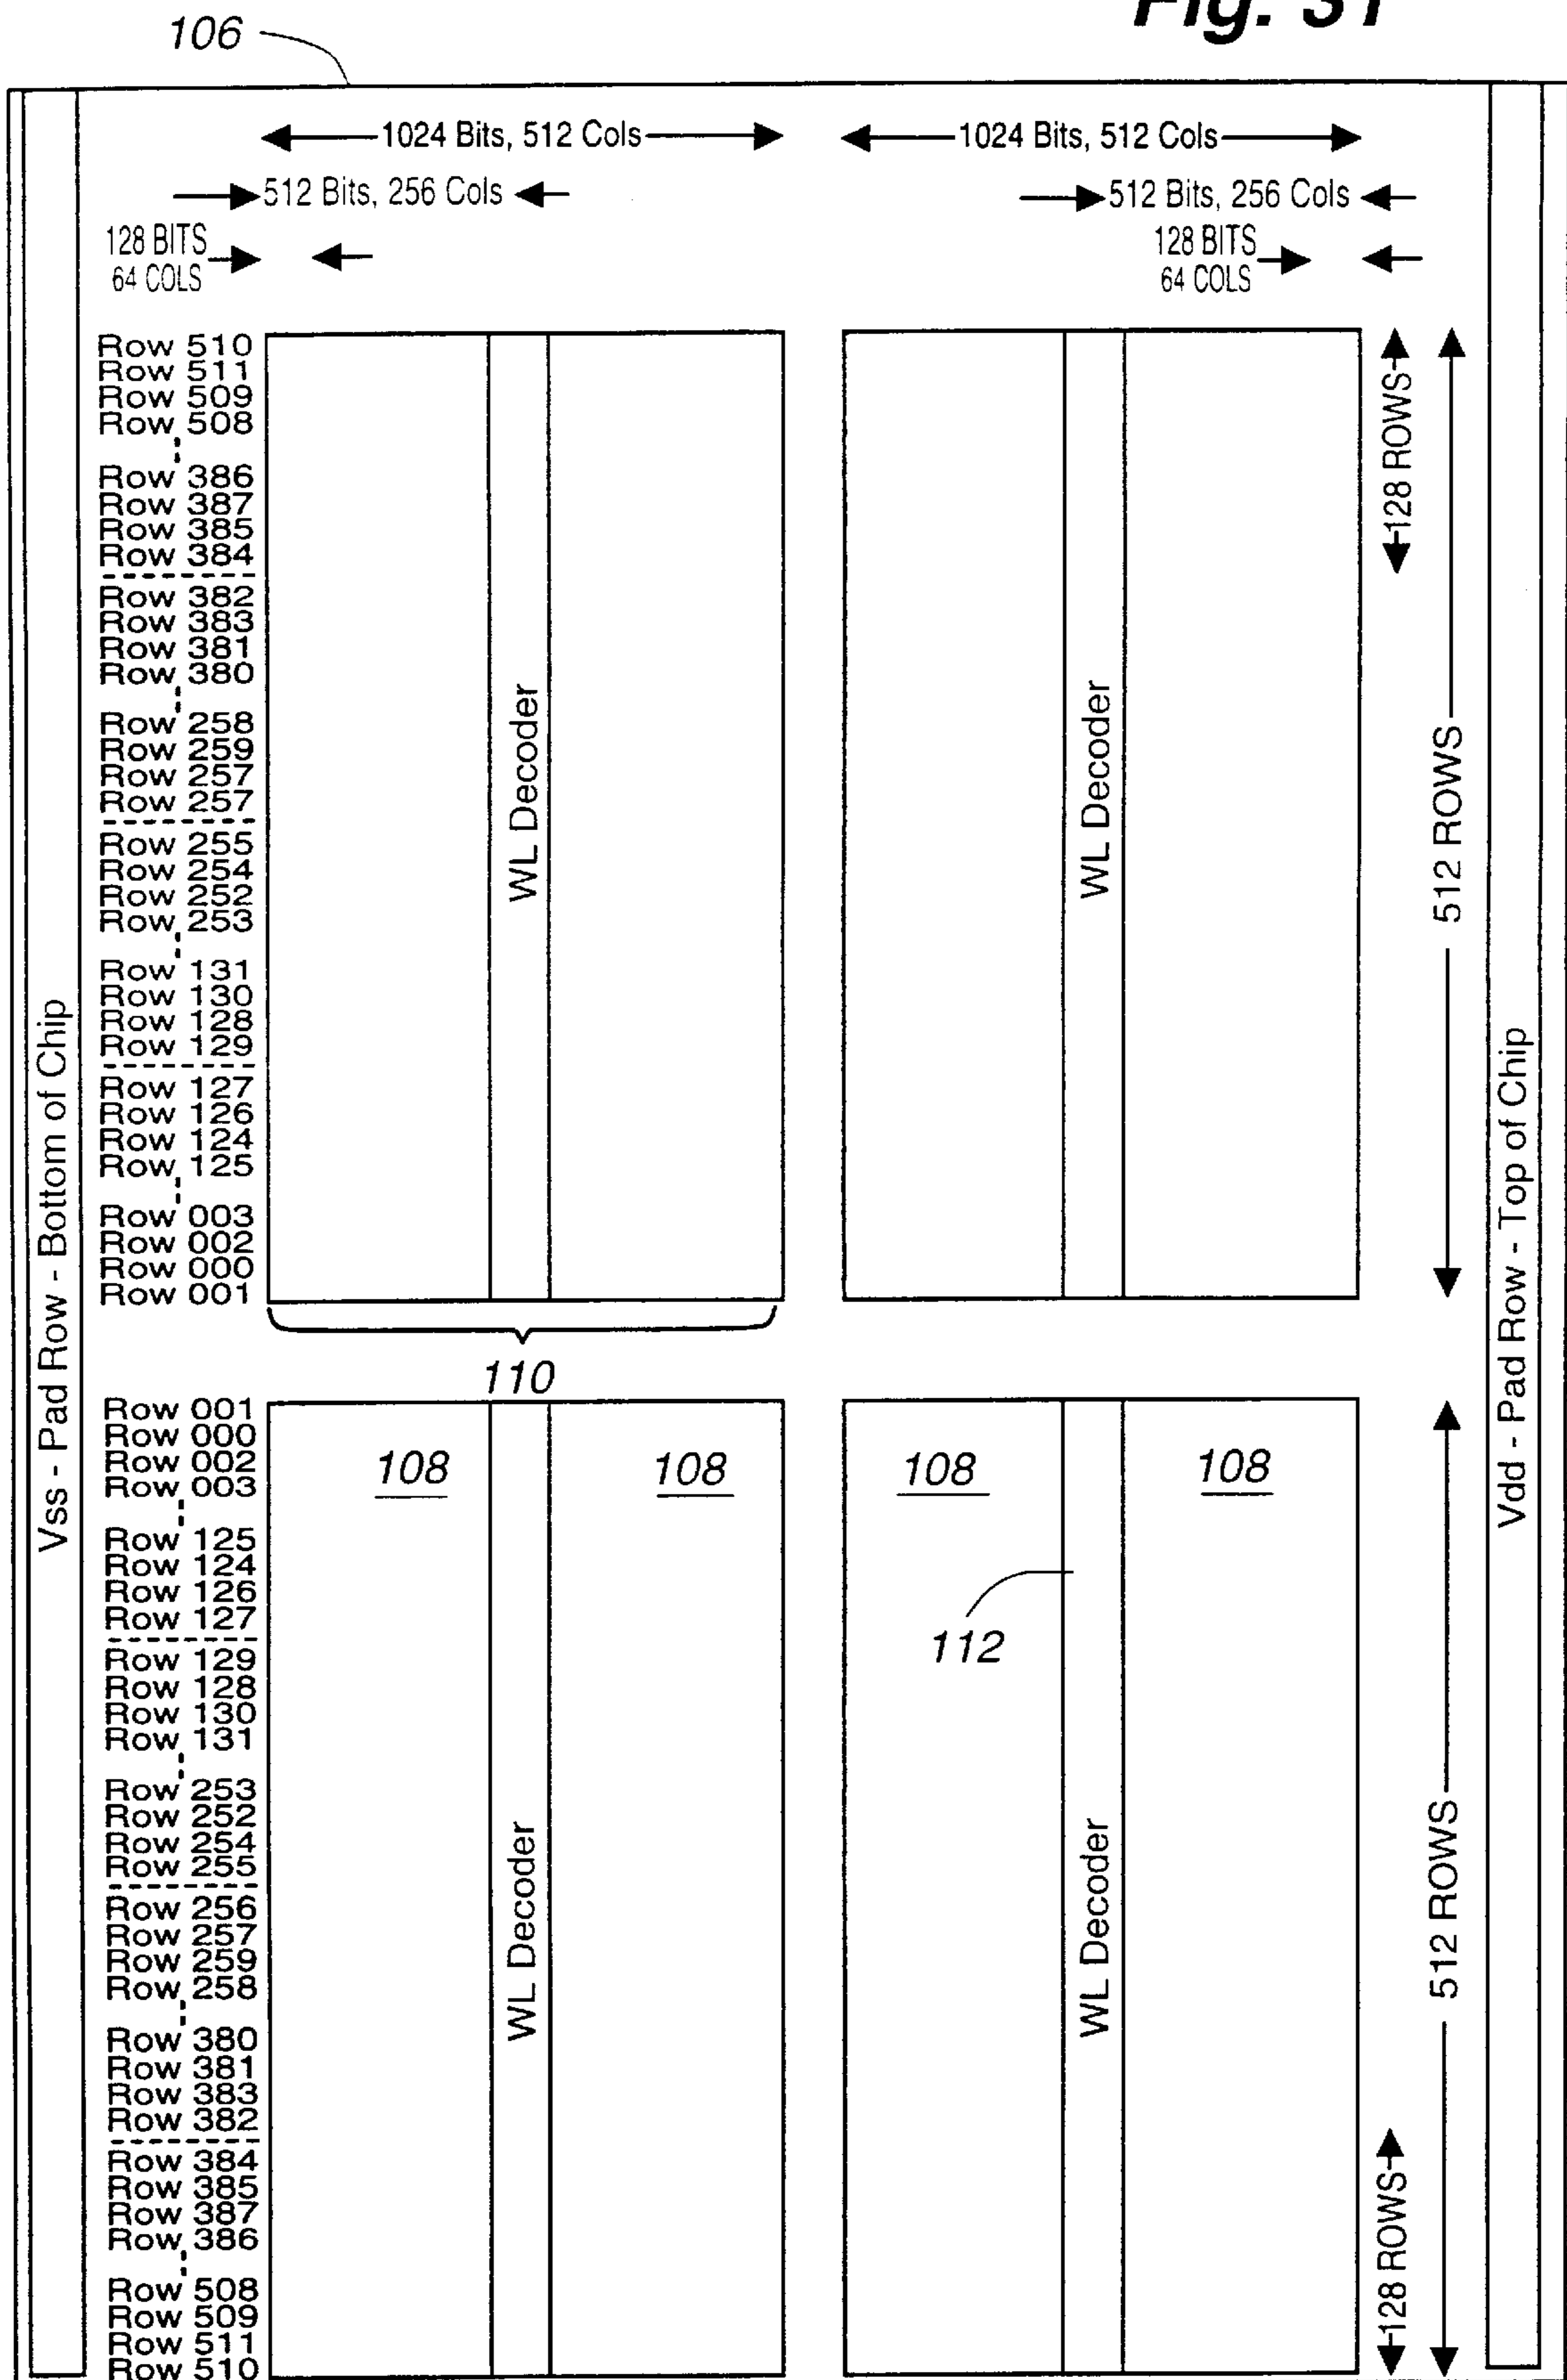 Fig. 31
106
1024 Bits, 512 Cols
1024 Bits, 512 Cols
512 Bits, 256 Cols
512 Bits, 256 Cols
128 BITS
64 COLS
128 BITS
64 COLS
Row 510
Row 511
Row 509
Row 508
Row 386
Row 387
Row 385
Row 384
Row 382
Row 383
Row 381
Row 380
Row 258
Row 259
Row 257
Row 257
Row 255
Row 254
Row 252
Row 253
Row 131
Row 130
Row 128
Row 129
Row 127
Row 126
Row 124
Row 125
Row 003
Row 002
Row 000
Row 001
WL Decoder
WL Decoder
128 ROWS
512 ROWS
Vss - Pad Row - Bottom of Chip
Vdd - Pad Row - Top of Chip
110
Row 001
Row 000
Row 002
Row 003
Row 125
Row 124
Row 126
Row 127
Row 129
Row 128
Row 130
Row 131
Row 253
Row 252
Row 254
Row 255
Row 256
Row 257
Row 259
Row 258
Row 380
Row 381
Row 383
Row 382
Row 384
Row 385
Row 387
Row 386
Row 508
Row 509
Row 511
Row 510
108
108
108
108
112
WL Decoder
WL Decoder
128 ROWS
512 ROWS